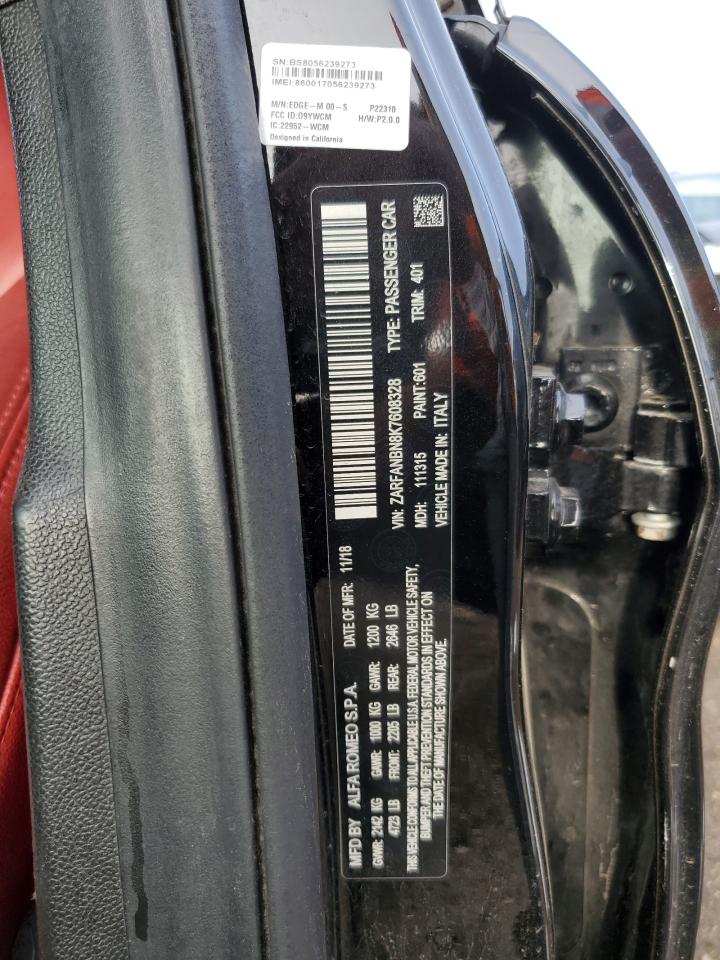 SN:BS8056239273
IMEI:860017056239273
M/N:EDGE-M 00-S P22310
FCC ID:O9YWCM H/W:P2.0.0
IC:22952-WCM
Designed in California
MFD BY ALFA ROMEO S.P.A. DATE OF MFR: 11/18
GVWR: 2142 KG GAWR: 1000 KG GAWR: 1200 KG
4723 LB FRONT: 2205 LB REAR: 2646 LB
THIS VEHICLE CONFORMS TO ALL APPLICABLE U.S.A. FEDERAL MOTOR VEHICLE SAFETY,
BUMPER AND THEFT PREVENTION STANDARDS IN EFFECT ON
THE DATE OF MANUFACTURE SHOWN ABOVE.
VIN: ZARFANBN8K7608328 TYPE: PASSENGER CAR
MDH: 111315 PAINT:601 TRIM: 401
VEHICLE MADE IN: ITALY